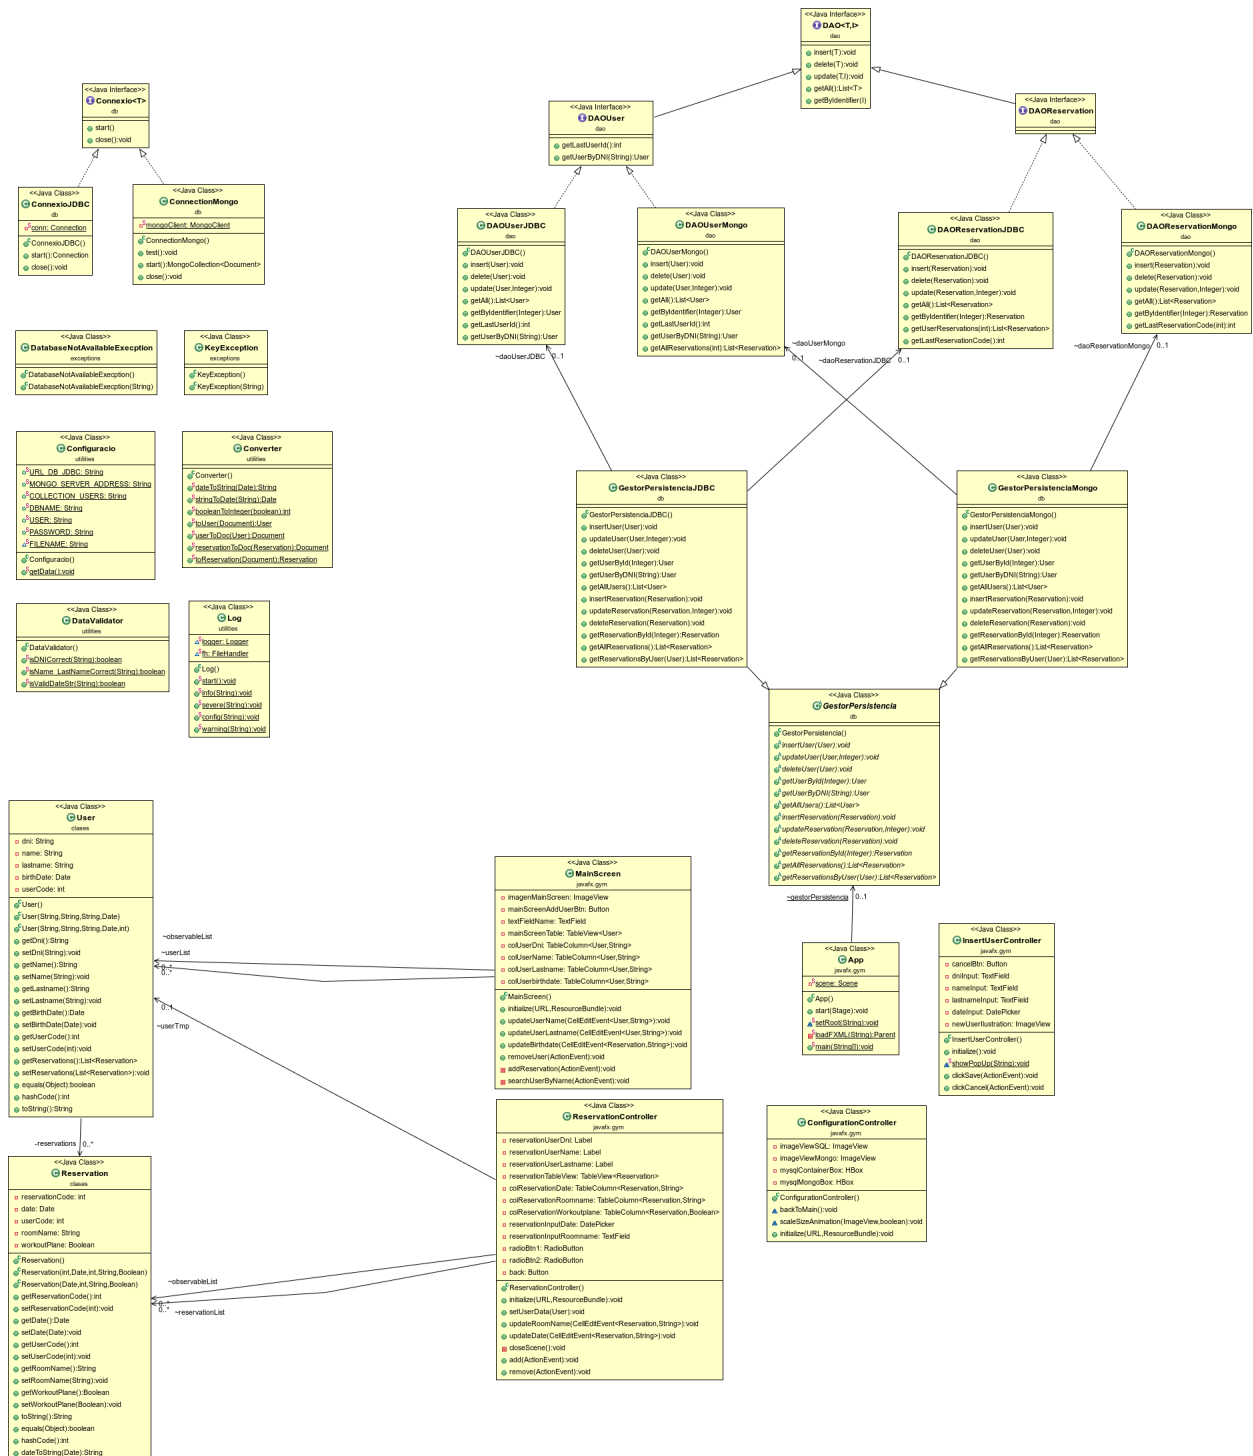 <<Java Interface>>
DAO<T,I>
dao
insert(T):void
delete(T):void
update(T,I):void
getAll():List<T>
getByIdentifier(I)
<<Java Interface>>
Connexio<T>
db
start()
close():void
<<Java Interface>>
DAOUser
dao
getLastUserId():int
getUserByDNI(String):User
<<Java Interface>>
DAOReservation
dao
<<Java Class>>
ConnexioJDBC
db
conn: Connection
ConnexioJDBC()
start():Connection
close():void
<<Java Class>>
ConnectionMongo
db
mongoClient: MongoClient
ConnectionMongo()
test():void
start():MongoCollection<Document>
close():void
<<Java Class>>
DAOUserJDBC
dao
DAOUserJDBC()
insert(User):void
delete(User):void
update(User,Integer):void
getAll():List<User>
getByIdentifier(Integer):User
getLastUserId():int
getUserByDNI(String):User
<<Java Class>>
DAOUserMongo
dao
DAOUserMongo()
insert(User):void
delete(User):void
update(User,Integer):void
getAll():List<User>
getByIdentifier(Integer):User
getLastUserId():int
getUserByDNI(String):User
getAllReservations(int):List<Reservation>
<<Java Class>>
DAOReservationJDBC
dao
DAOReservationJDBC()
insert(Reservation):void
delete(Reservation):void
update(Reservation,Integer):void
getAll():List<Reservation>
getByIdentifier(Integer):Reservation
getUserReservations(int):List<Reservation>
getLastReservationCode():int
<<Java Class>>
DAOReservationMongo
dao
DAOReservationMongo()
insert(Reservation):void
delete(Reservation):void
update(Reservation,Integer):void
getAll():List<Reservation>
getByIdentifier(Integer):Reservation
getLastReservationCode(int):int
~daoUserJDBC 0..1
~daoUserMongo
0..1
~daoReservationJDBC 0..1
~daoReservationMongo 0..1
<<Java Class>>
DatabaseNotAvailableExecption
exceptions
DatabaseNotAvailableExecption()
DatabaseNotAvailableExecption(String)
<<Java Class>>
KeyException
exceptions
KeyException()
KeyException(String)
<<Java Class>>
Configuracio
utilities
URL_DB_JDBC: String
MONGO_SERVER_ADDRESS: String
COLLECTION_USERS: String
DBNAME: String
USER: String
PASSWORD: String
FILENAME: String
Configuracio()
getData():void
<<Java Class>>
Converter
utilities
Converter()
dateToString(Date):String
stringToDate(String):Date
booleanToInteger(boolean):int
toUser(Document):User
userToDoc(User):Document
reservationToDoc(Reservation):Document
toReservation(Document):Reservation
<<Java Class>>
GestorPersistenciaJDBC
db
GestorPersistenciaJDBC()
insertUser(User):void
updateUser(User,Integer):void
deleteUser(User):void
getUserById(Integer):User
getUserByDNI(String):User
getAllUsers():List<User>
insertReservation(Reservation):void
updateReservation(Reservation,Integer):void
deleteReservation(Reservation):void
getReservationById(Integer):Reservation
getAllReservations():List<Reservation>
getReservationsByUser(User):List<Reservation>
<<Java Class>>
GestorPersistenciaMongo
db
GestorPersistenciaMongo()
insertUser(User):void
updateUser(User,Integer):void
deleteUser(User):void
getUserById(Integer):User
getUserByDNI(String):User
getAllUsers():List<User>
insertReservation(Reservation):void
updateReservation(Reservation,Integer):void
deleteReservation(Reservation):void
getReservationById(Integer):Reservation
getAllReservations():List<Reservation>
getReservationsByUser(User):List<Reservation>
<<Java Class>>
DataValidator
utilities
DataValidator()
isDNICorrect(String):boolean
isName_LastNameCorrect(String):boolean
isValidDateStr(String):boolean
<<Java Class>>
Log
utilities
logger: Logger
fh: FileHandler
Log()
start():void
info(String):void
severe(String):void
config(String):void
warning(String):void
<<Java Class>>
GestorPersistencia
db
GestorPersistencia()
insertUser(User):void
updateUser(User,Integer):void
deleteUser(User):void
getUserById(Integer):User
getUserByDNI(String):User
getAllUsers():List<User>
insertReservation(Reservation):void
updateReservation(Reservation,Integer):void
deleteReservation(Reservation):void
getReservationById(Integer):Reservation
getAllReservations():List<Reservation>
getReservationsByUser(User):List<Reservation>
~gestorPersistencia 0..1
<<Java Class>>
User
clases
dni: String
name: String
lastname: String
birthDate: Date
userCode: int
User()
User(String,String,String,Date)
User(String,String,String,Date,int)
getDni():String
setDni(String):void
getName():String
setName(String):void
getLastname():String
setLastname(String):void
getBirthDate():Date
setBirthDate(Date):void
getUserCode():int
setUserCode(int):void
getReservations():List<Reservation>
setReservations(List<Reservation>):void
equals(Object):boolean
hashCode():int
toString():String
~observableList
~userList
0..*
0..*
0..1
~userTmp
<<Java Class>>
MainScreen
javafx.gym
imagenMainScreen: ImageView
mainScreenAddUserBtn: Button
textFieldName: TextField
mainScreenTable: TableView<User>
colUserDni: TableColumn<User,String>
colUserName: TableColumn<User,String>
colUserLastname: TableColumn<User,String>
colUserbirthdate: TableColumn<User,String>
MainScreen()
initialize(URL,ResourceBundle):void
updateUserName(CellEditEvent<User,String>):void
updateUserLastname(CellEditEvent<User,String>):void
updateBirthdate(CellEditEvent<Reservation,String>):void
removeUser(ActionEvent):void
addReservation(ActionEvent):void
searchUserByName(ActionEvent):void
<<Java Class>>
App
javafx.gym
scene: Scene
App()
start(Stage):void
setRoot(String):void
loadFXML(String):Parent
main(String[]):void
<<Java Class>>
InsertUserController
javafx.gym
cancelBtn: Button
dniInput: TextField
nameInput: TextField
lastnameInput: TextField
dateInput: DatePicker
newUserIlustration: ImageView
InsertUserController()
initialize():void
showPopUp(String):void
clickSave(ActionEvent):void
clickCancel(ActionEvent):void
-reservations 0..*
<<Java Class>>
Reservation
clases
reservationCode: int
date: Date
userCode: int
roomName: String
workoutPlane: Boolean
Reservation()
Reservation(int,Date,int,String,Boolean)
Reservation(Date,int,String,Boolean)
getReservationCode():int
setReservationCode(int):void
getDate():Date
setDate(Date):void
getUserCode():int
setUserCode(int):void
getRoomName():String
setRoomName(String):void
getWorkoutPlane():Boolean
setWorkoutPlane(Boolean):void
toString():String
equals(Object):boolean
hashCode():int
dateToString(Date):String
~observableList
0..*
0..*
~reservationList
<<Java Class>>
ReservationController
javafx.gym
reservationUserDni: Label
reservationUserName: Label
reservationUserLastname: Label
reservationTableView: TableView<Reservation>
colReservationDate: TableColumn<Reservation,String>
colReservationRoomname: TableColumn<Reservation,String>
colReservationWorkoutplane: TableColumn<Reservation,Boolean>
reservationInputDate: DatePicker
reservationInputRoomname: TextField
radioBtn1: RadioButton
radioBtn2: RadioButton
back: Button
ReservationController()
initialize(URL,ResourceBundle):void
setUserData(User):void
updateRoomName(CellEditEvent<Reservation,String>):void
updateDate(CellEditEvent<Reservation,String>):void
closeScene():void
add(ActionEvent):void
remove(ActionEvent):void
<<Java Class>>
ConfigurationController
javafx.gym
imageViewSQL: ImageView
imageViewMongo: ImageView
mysqlContainerBox: HBox
mysqlMongoBox: HBox
ConfigurationController()
backToMain():void
scaleSizeAnimation(ImageView,boolean):void
initialize(URL,ResourceBundle):void